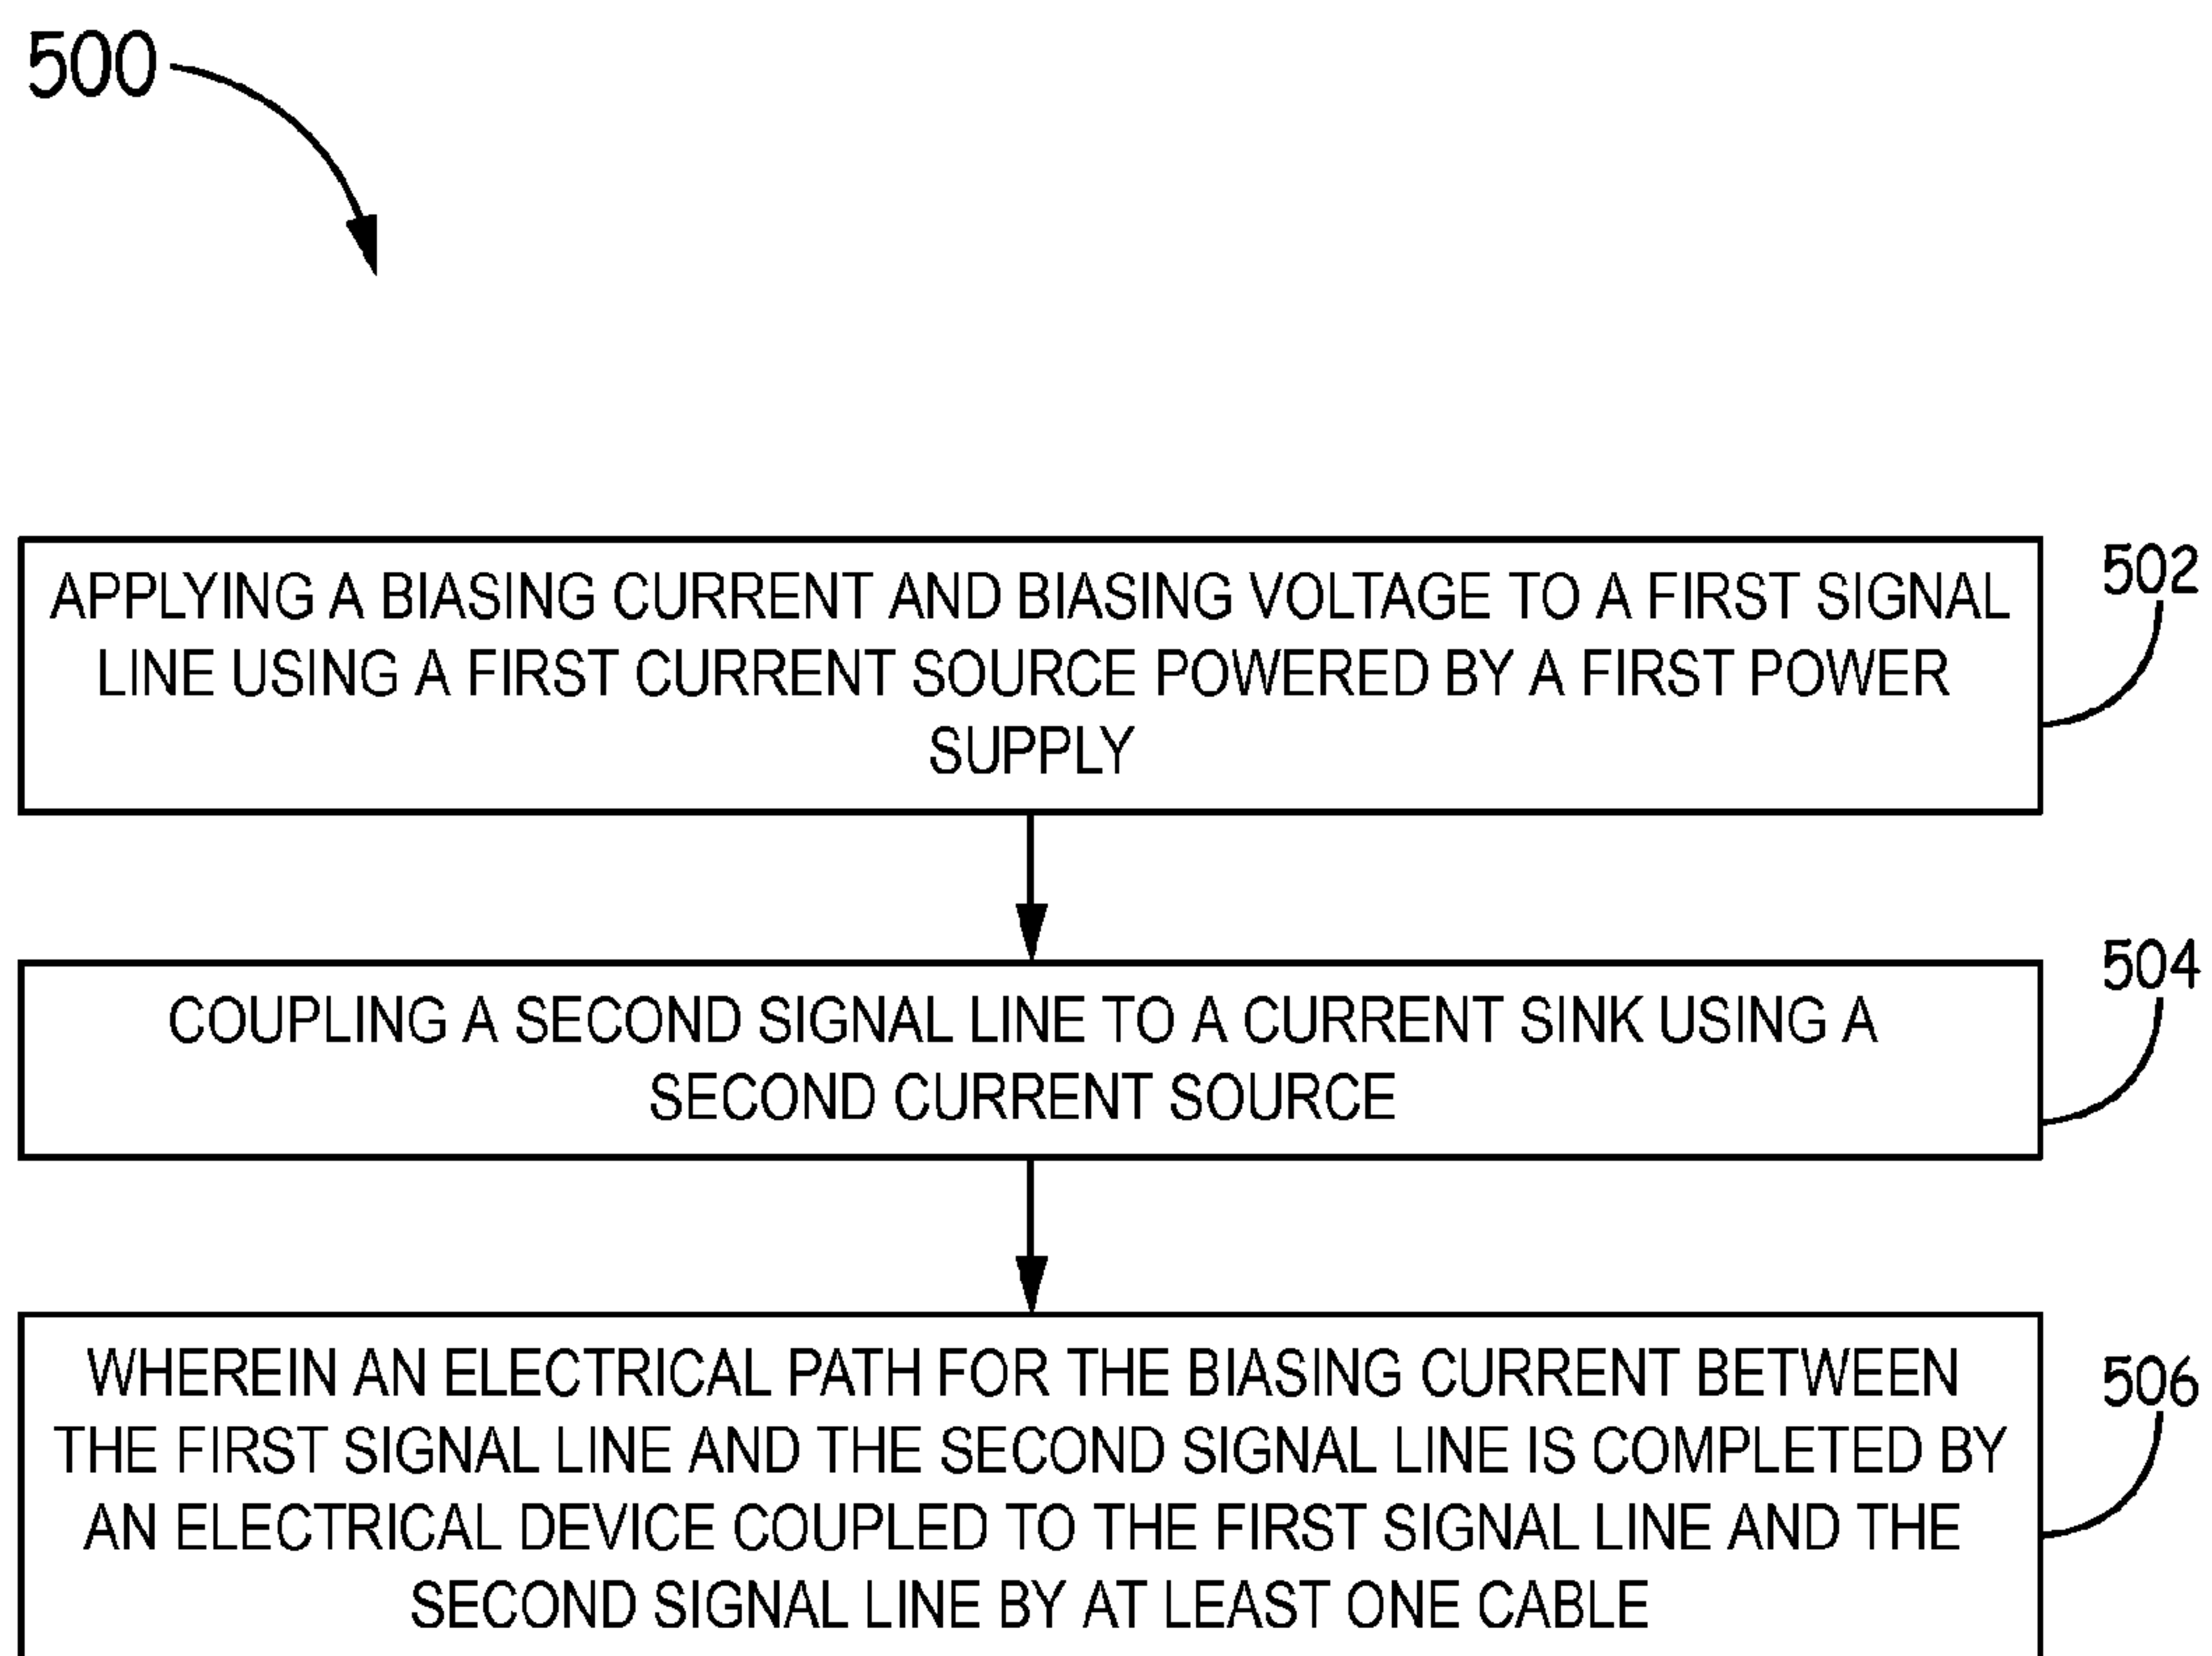 500
APPLYING A BIASING CURRENT AND BIASING VOLTAGE TO A FIRST SIGNAL
LINE USING A FIRST CURRENT SOURCE POWERED BY A FIRST POWER
SUPPLY
502
COUPLING A SECOND SIGNAL LINE TO A CURRENT SINK USING A
SECOND CURRENT SOURCE
504
WHEREIN AN ELECTRICAL PATH FOR THE BIASING CURRENT BETWEEN
THE FIRST SIGNAL LINE AND THE SECOND SIGNAL LINE IS COMPLETED BY
AN ELECTRICAL DEVICE COUPLED TO THE FIRST SIGNAL LINE AND THE
SECOND SIGNAL LINE BY AT LEAST ONE CABLE
506